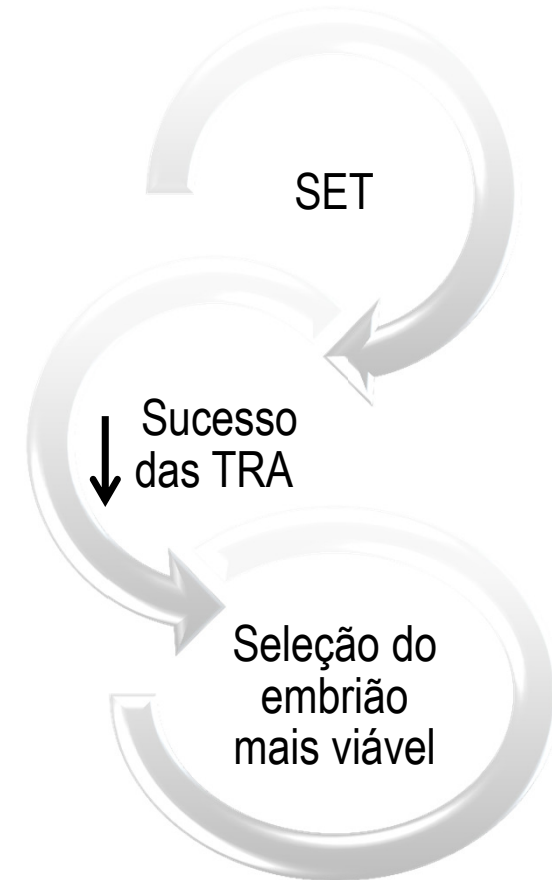 SET
Sucesso
das TRA
Seleção do
embrião
mais viável